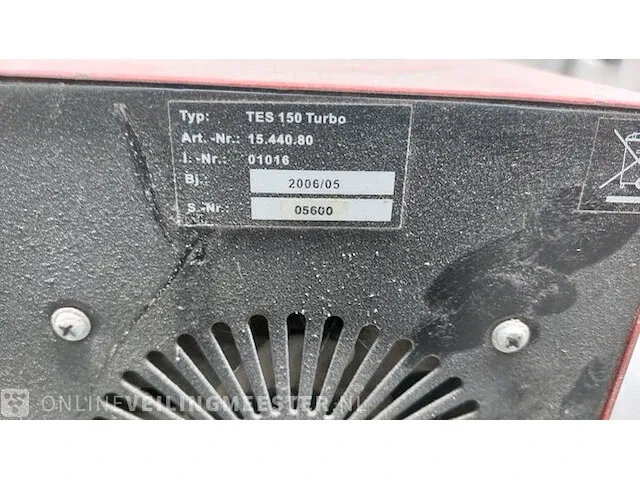 Typ: TES 150 Turbo
Art.-Nr.: 15.440.80
I.-Nr.: 01016
Bj.: 2006/05
S.-Nr. 05600
ONLINEVEILINGMEESTER.NL